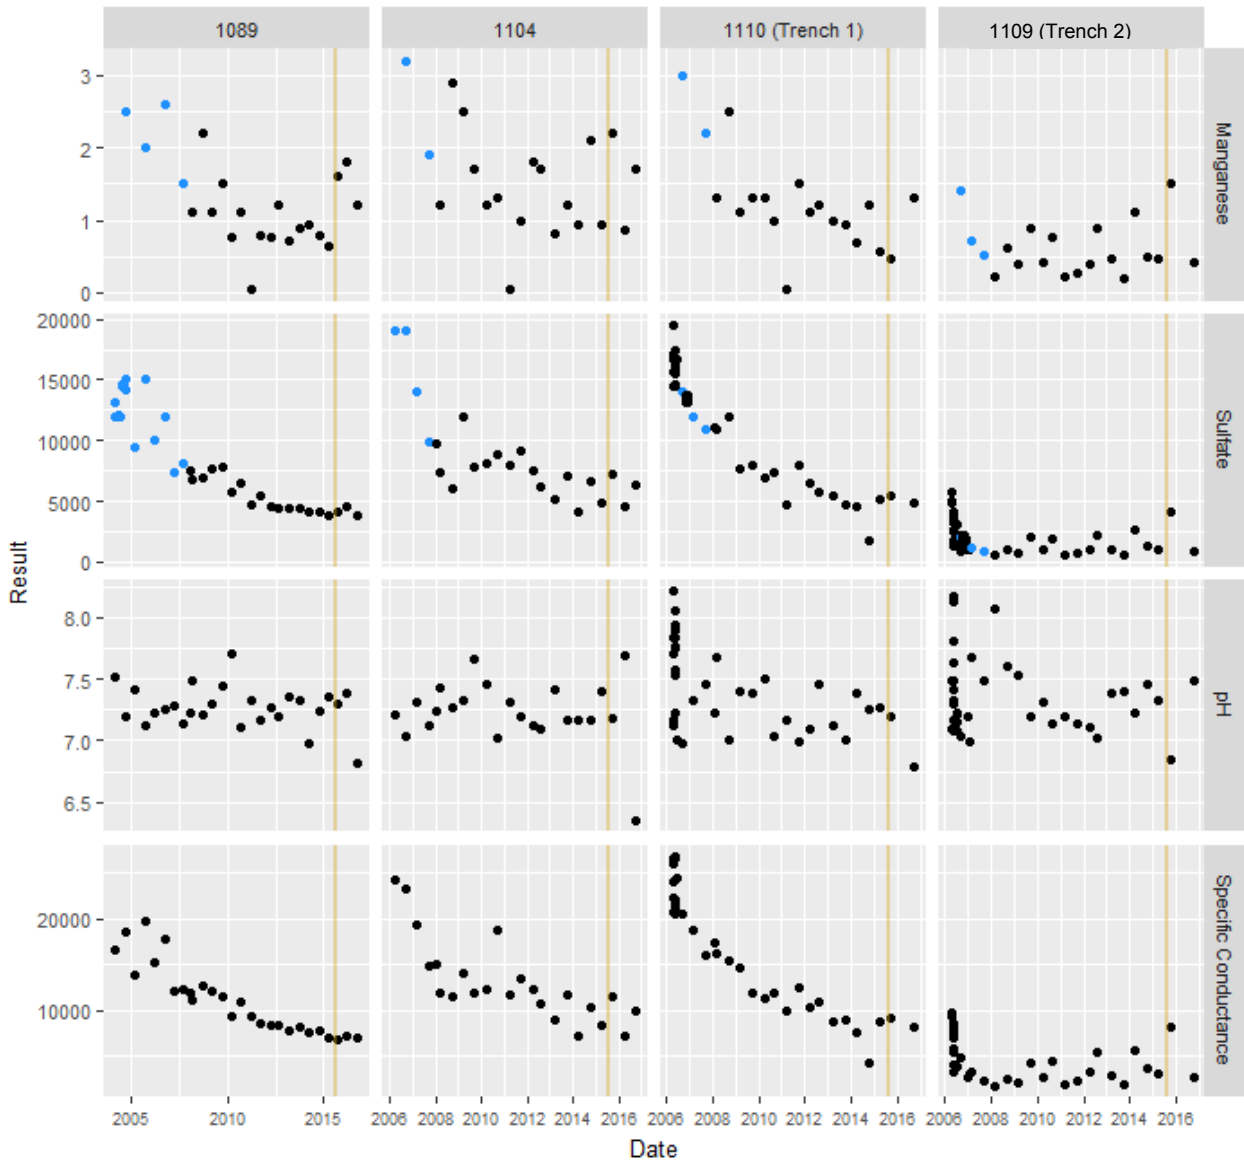 1089 1104 1110 (Trench 1) 1109 (Trench 2)
3
2
1
0
Manganese
20000
15000
10000
5000
0
Sulfate
8.0
7.5
7.0
6.5
pH
20000
10000
Specific Conductance
Result
2005 2010 2015 2006 2008 2010 2012 2014 2016 2006 2008 2010 2012 2014 2016 2006 2008 2010 2012 2014 2016
Date